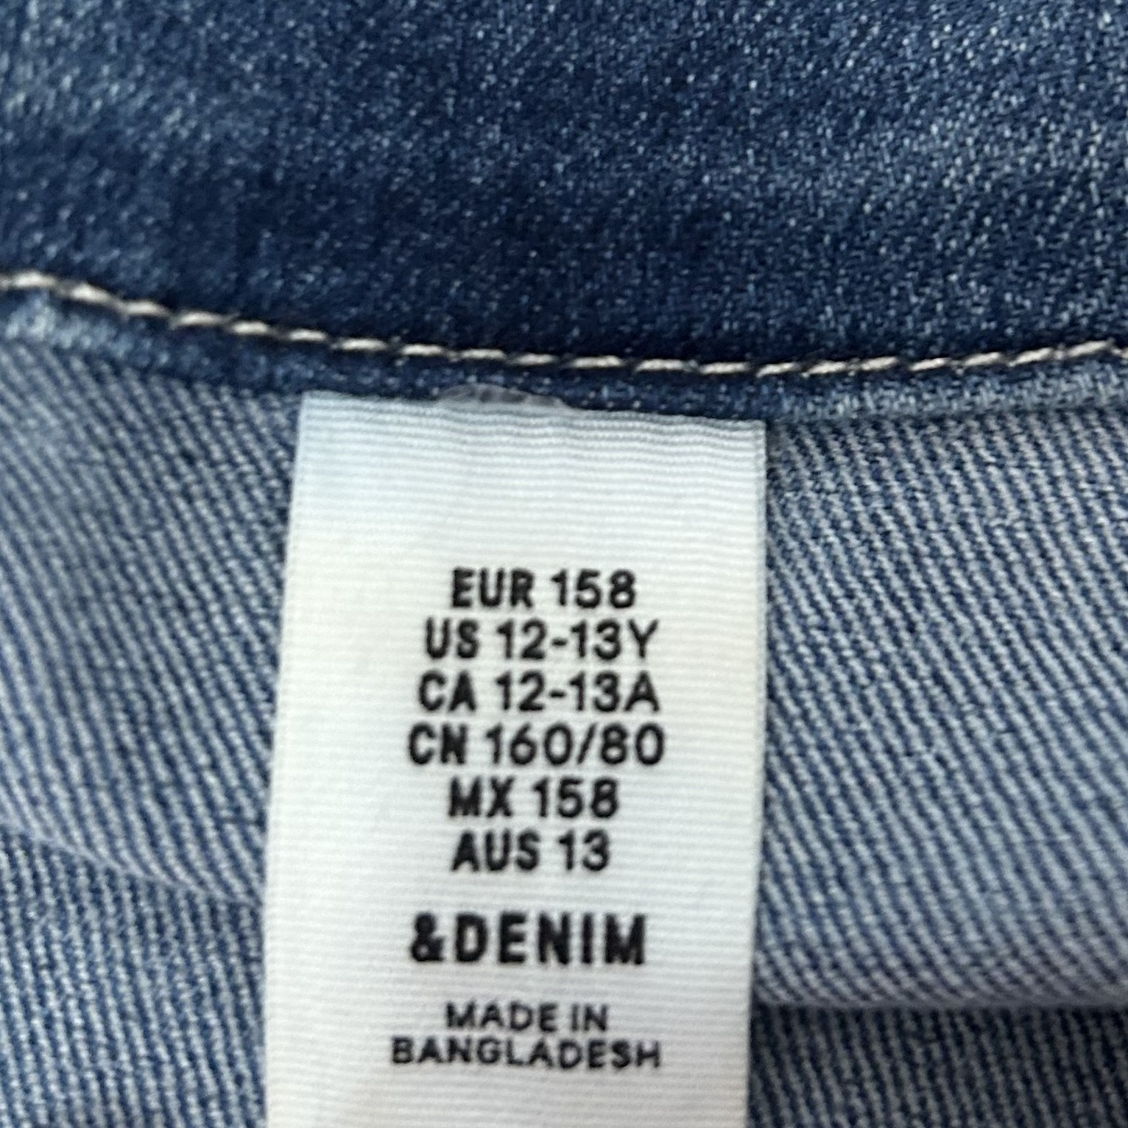 EUR 158
US 12-13Y
CA 12-13A
CN 160/80
MX 158
AUS 13
&DENIM
MADE IN
BANGLADESH